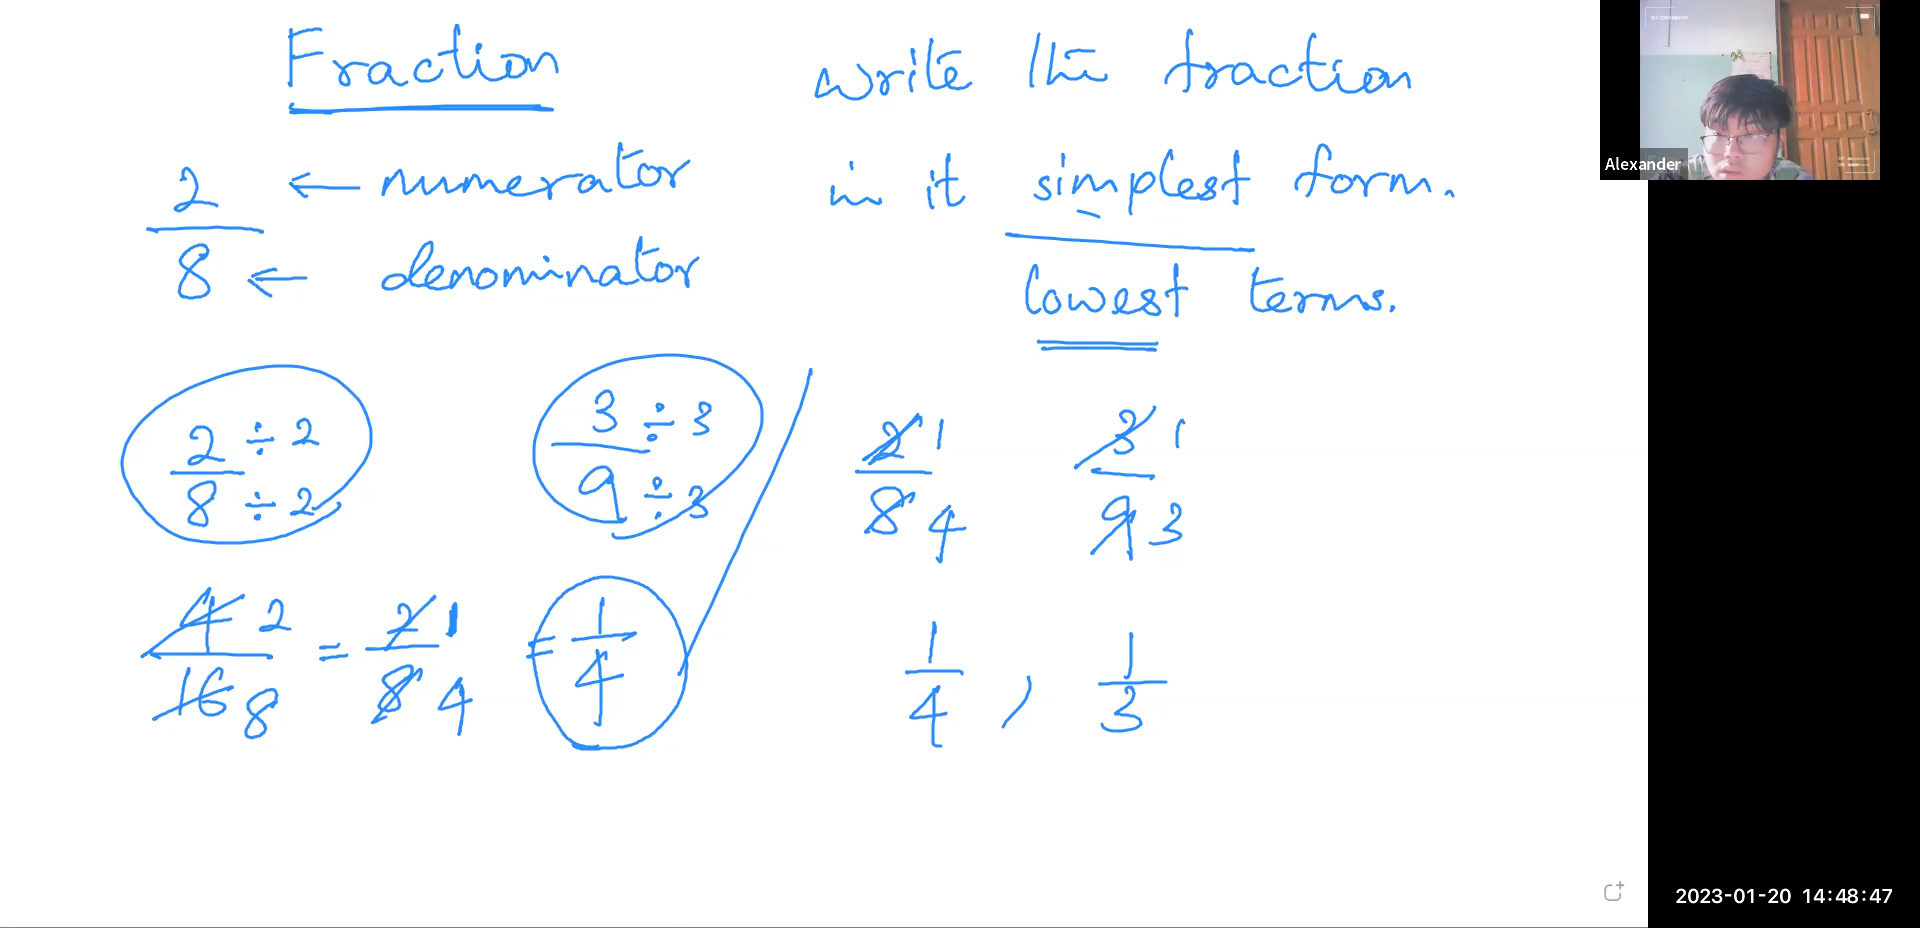 Fraction
2 ← numerator
8 ← denominator
write the fraction
in it simplest form.
lowest terms.
2 ÷ 2
8 ÷ 2
3 ÷ 3
9 ÷ 3
4 2
16 8
= 2 1
8 4
= 1
4
2 1
8 4
3 1
9 3
1
4
,
1
3
Alexander
2023-01-20 14:48:47